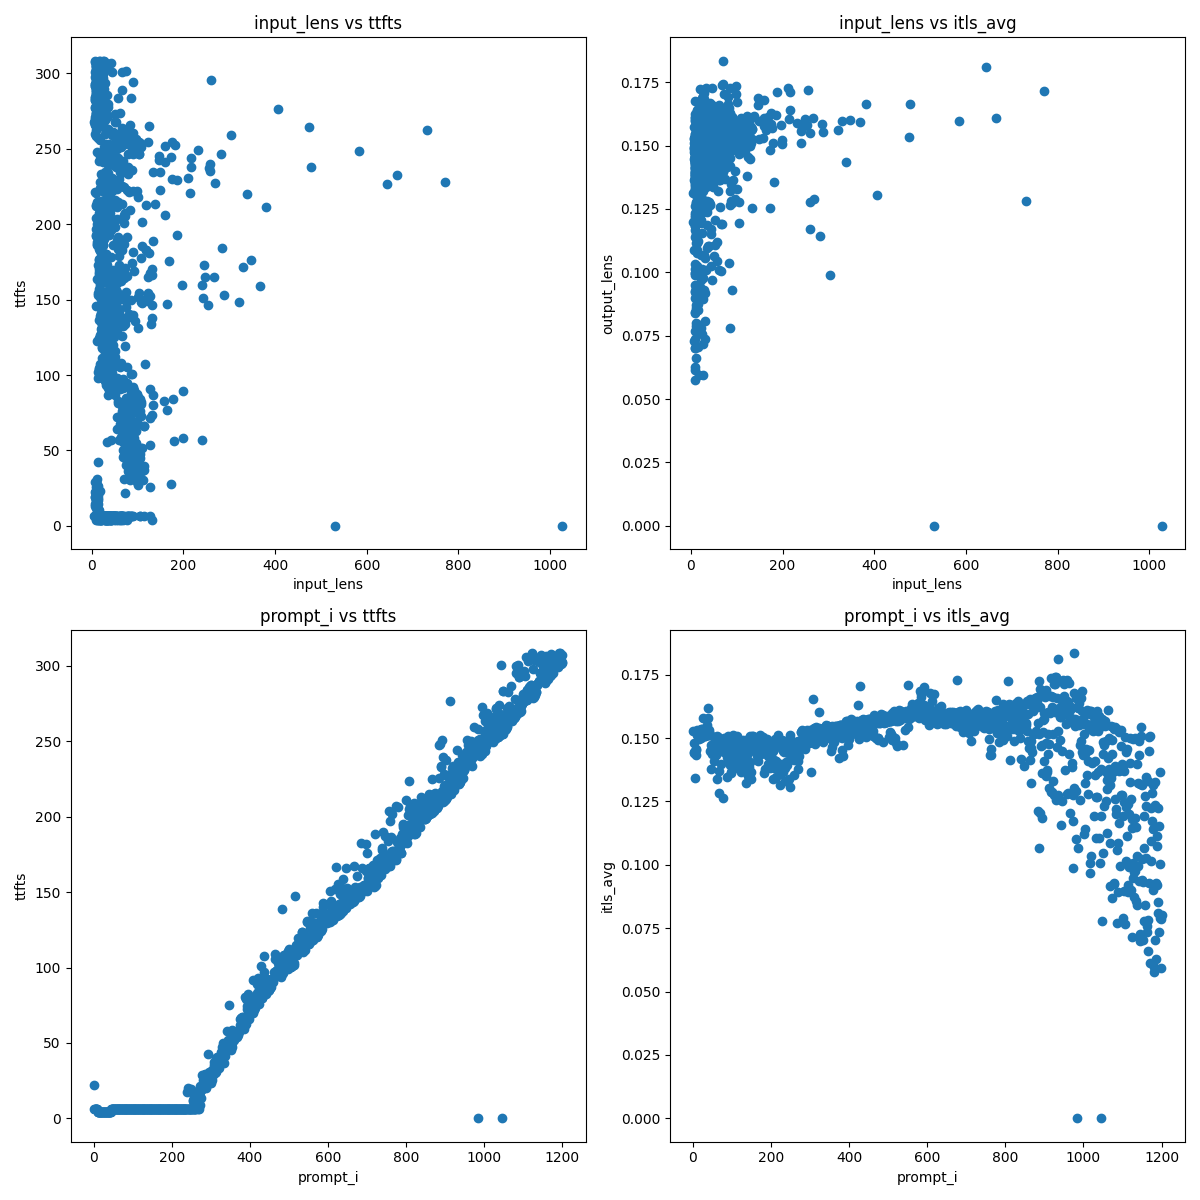 input_lens vs ttfts
300
250
200
150
100
50
0
ttfts
0 200 400 600 800 1000
input_lens
input_lens vs itls_avg
0.175
0.150
0.125
0.100
0.075
0.050
0.025
0.000
output_lens
0 200 400 600 800 1000
input_lens
prompt_i vs ttfts
300
250
200
150
100
50
0
ttfts
0 200 400 600 800 1000 1200
prompt_i
prompt_i vs itls_avg
0.175
0.150
0.125
0.100
0.075
0.050
0.025
0.000
itls_avg
0 200 400 600 800 1000 1200
prompt_i